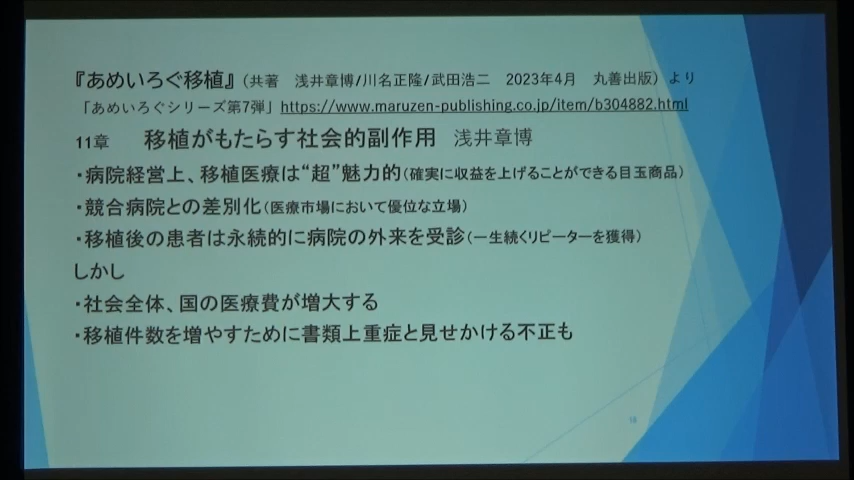 『あめいろぐ移植』(共著　浅井章博/川名正隆/武田浩二　2023年4月　丸善出版) より
「あめいろぐシリーズ第7弾」 https://www.maruzen-publishing.co.jp/item/b304882.html
11章　移植がもたらす社会的副作用　浅井章博
・病院経営上、移植医療は“超”魅力的(確実に収益を上げることができる目玉商品)
・競合病院との差別化(医療市場において優位な立場)
・移植後の患者は永続的に病院の外来を受診(一生続くリピーターを獲得)
しかし
・社会全体、国の医療費が増大する
・移植件数を増やすために書類上重症と見せかける不正も